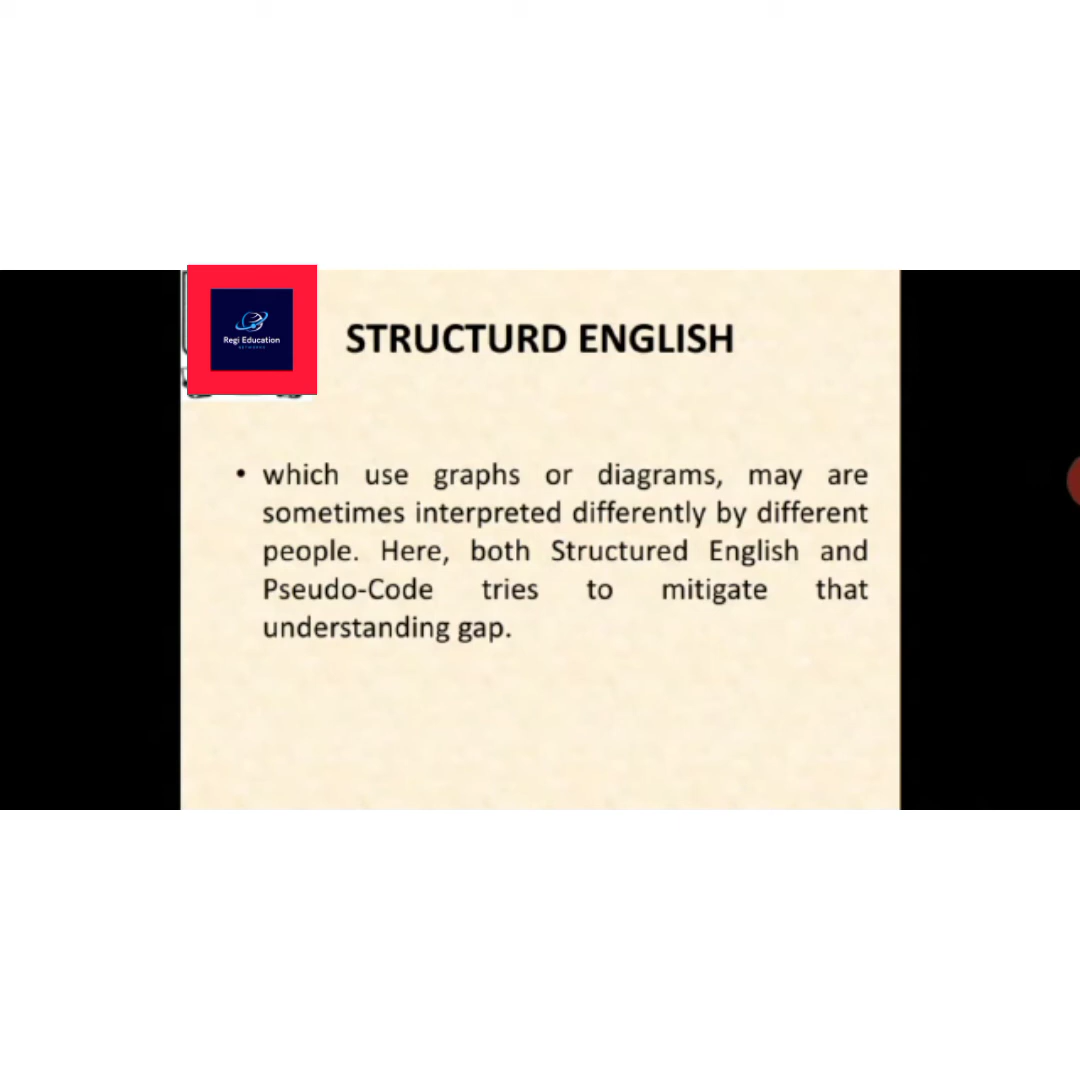 Regi Education
NETWORKS
STRUCTURD ENGLISH
• which use graphs or diagrams, may are
sometimes interpreted differently by different
people. Here, both Structured English and
Pseudo-Code tries to mitigate that
understanding gap.